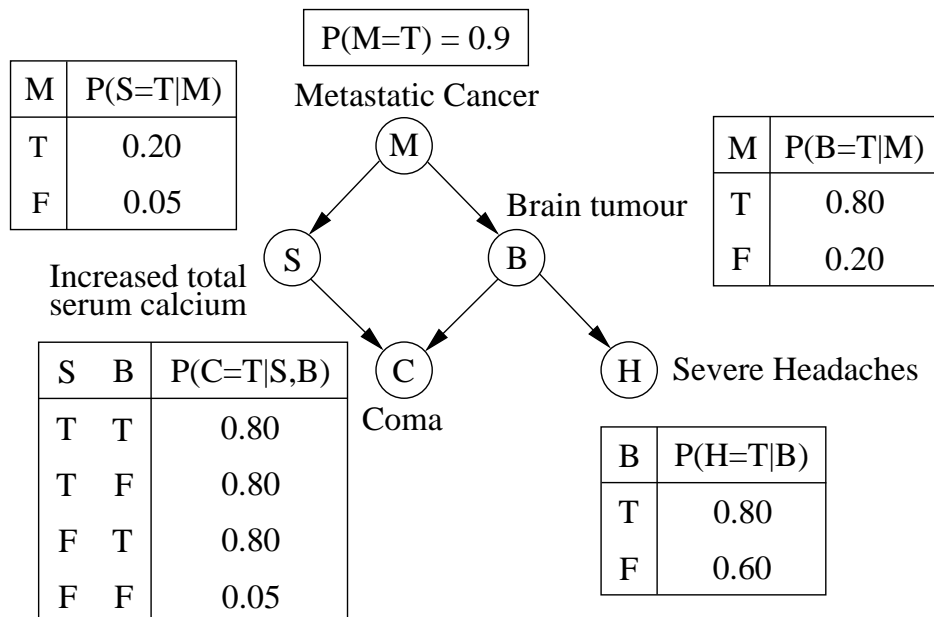 P(M=T) = 0.9
Metastatic Cancer
M P(S=T|M)
T 0.20
F 0.05
M
M P(B=T|M)
T 0.80
F 0.20
Brain tumour
S
B
Increased total
serum calcium
S B P(C=T|S,B)
T T 0.80
T F 0.80
F T 0.80
F F 0.05
C
Coma
H
Severe Headaches
B P(H=T|B)
T 0.80
F 0.60